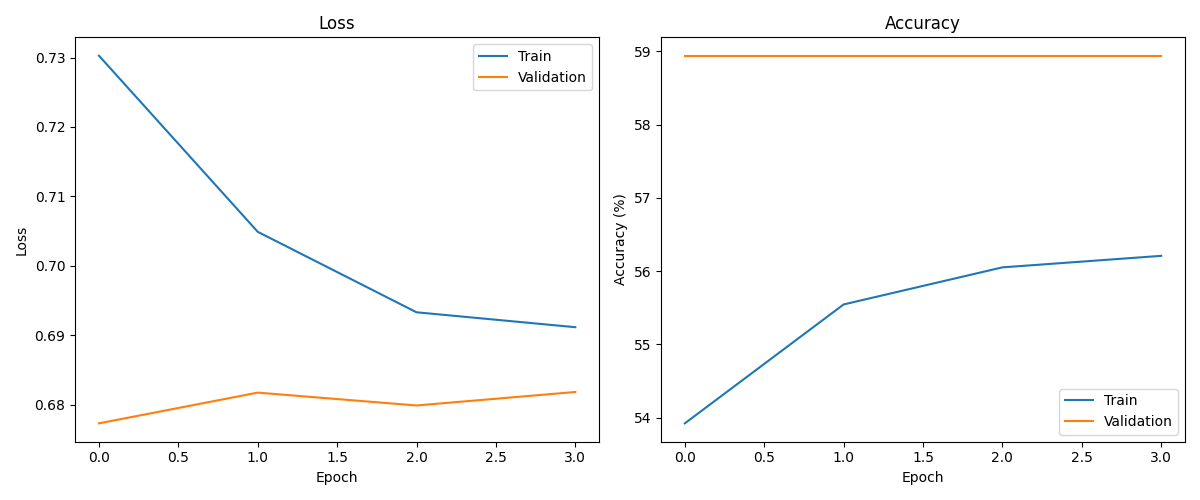 Loss
Train
Validation
0.73
0.72
0.71
0.70
0.69
0.68
Loss
0.0 0.5 1.0 1.5 2.0 2.5 3.0
Epoch
Accuracy
59
58
57
56
55
54
Accuracy (%)
Train
Validation
0.0 0.5 1.0 1.5 2.0 2.5 3.0
Epoch